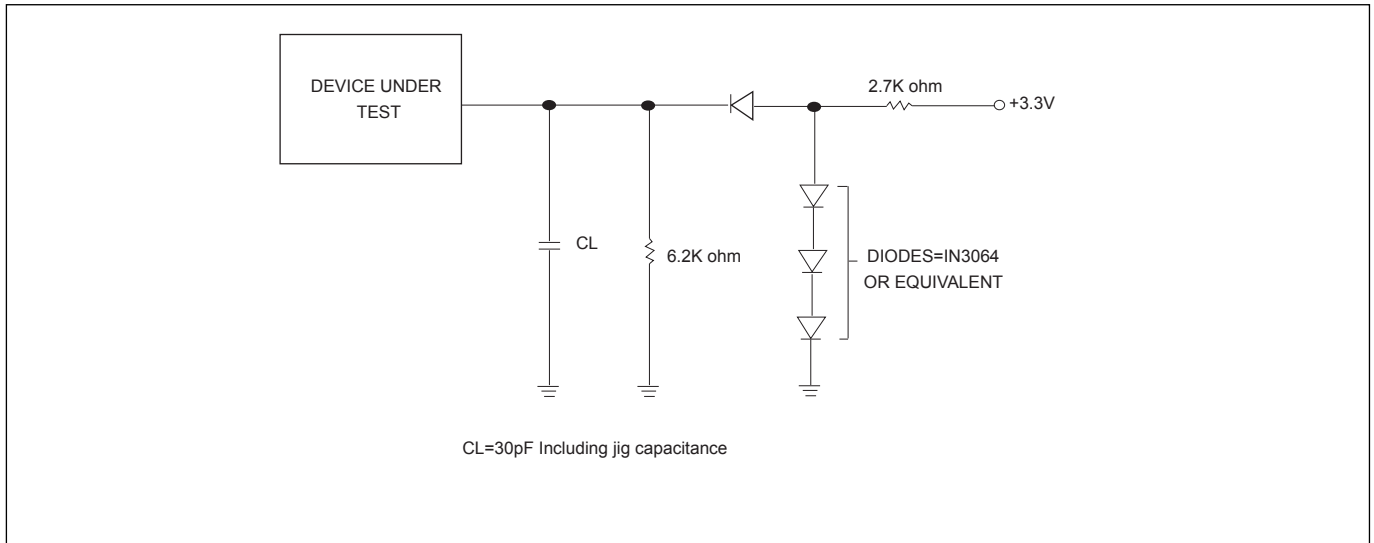 DEVICE UNDER
TEST
2.7K ohm
+3.3V
CL
6.2K ohm
DIODES=IN3064
OR EQUIVALENT
CL=30pF Including jig capacitance